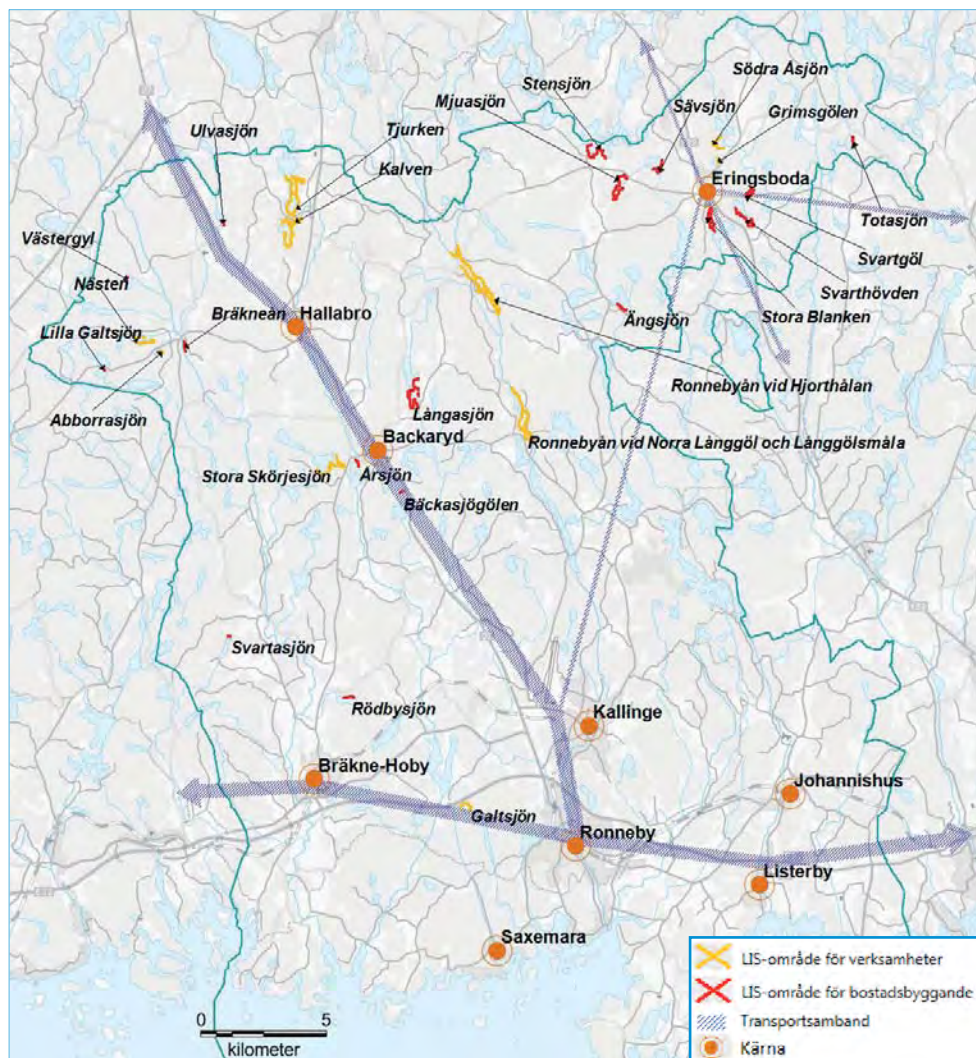 Södra Åsjön
Stensjön
Sävsjön
Grimsgölen
Mjuasjön
Tjurken
Ulvasjön
Kalven
Eringsboda
Totasjön
Västergyl
Svartgöl
Nästen
Bräkneån
Hallabro
Svarthövden
Lilla Galtsjön
Ängsjön
Stora Blanken
Ronnebyån vid Hjorthålan
Abborrasjön
Långasjön
Backaryd
Ronnebyån vid Norra Långgöl och Långgölsmåla
Stora Skörjesjön
Årsjön
Bäckasjögölen
Svartasjön
Rödbysjön
Kallinge
Bräkne-Hoby
Johannishus
Galtsjön
Ronneby
Listerby
Saxemara
LIS-område för verksamheter
LIS-område för bostadsbyggande
Transportsamband
Kärna
0 5
kilometer